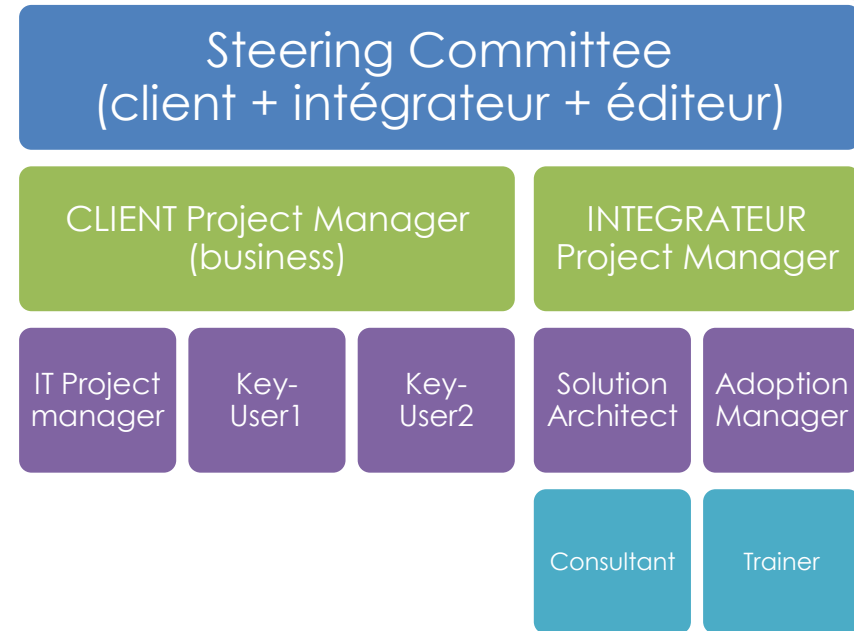 Steering Committee
(client + intégrateur + éditeur)
CLIENT Project Manager
(business)
INTEGRATEUR
Project Manager
IT Project
manager
Key-
User1
Key-
User2
Solution
Architect
Adoption
Manager
Consultant
Trainer